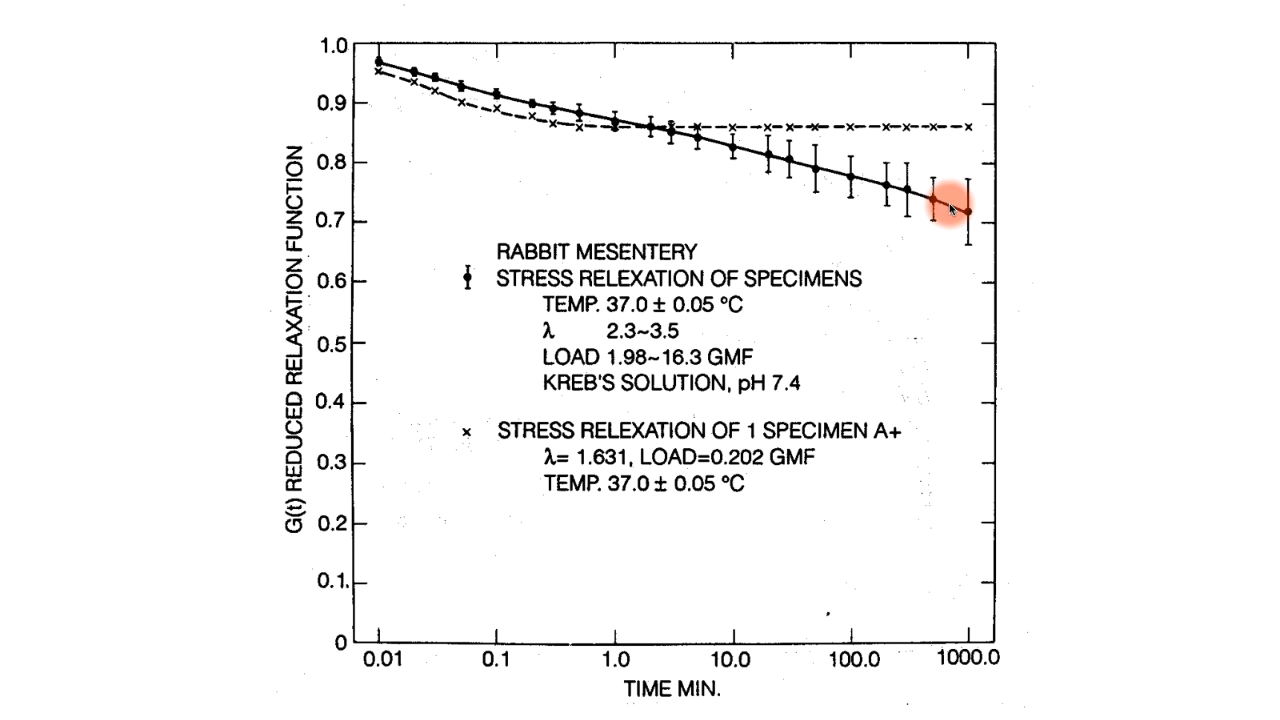 1.0
0.9
0.8
0.7
0.6
0.5
0.4
0.3
0.2
0.1
0
G(t) REDUCED RELAXATION FUNCTION
RABBIT MESENTERY
STRESS RELEXATION OF SPECIMENS
TEMP. 37.0 ± 0.05 °C
λ 2.3~3.5
LOAD 1.98~16.3 GMF
KREB'S SOLUTION, pH 7.4
× STRESS RELEXATION OF 1 SPECIMEN A+
λ= 1.631, LOAD=0.202 GMF
TEMP. 37.0 ± 0.05 °C
0.01 0.1 1.0 10.0 100.0 1000.0
TIME MIN.